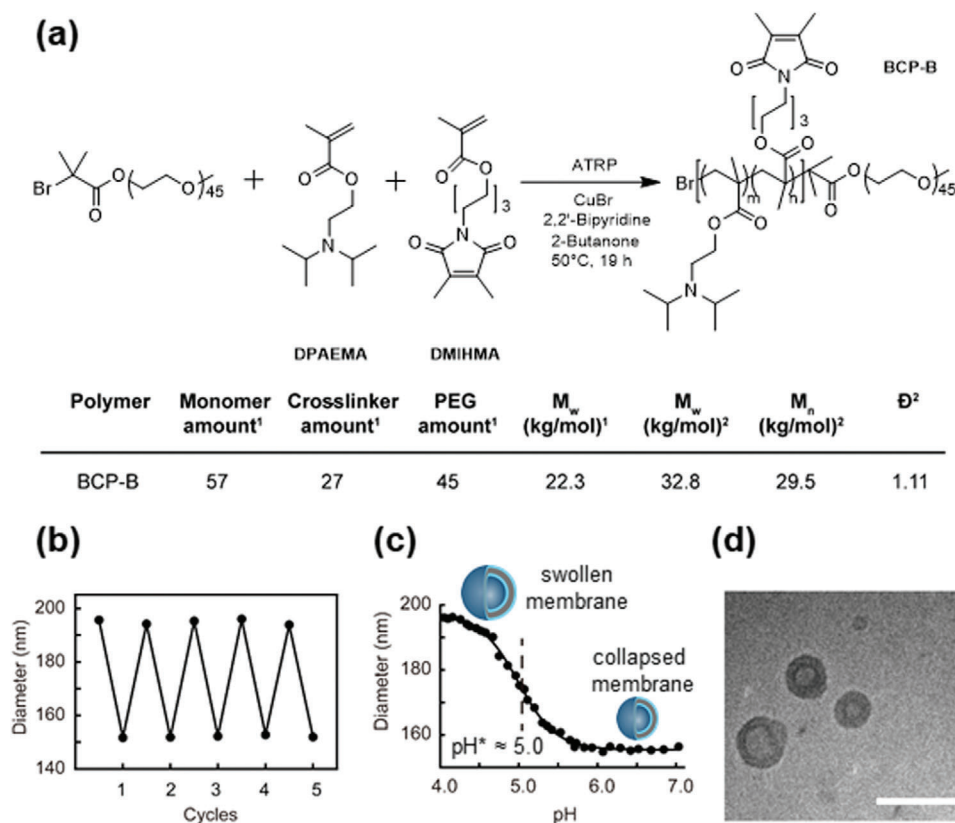 (a)
BCP-B
O N O
3
O
O
Br O O 45
O
+
O
O
N
+
O
O
3
O N O
ATRP
CuBr
2,2'-Bipyridine
2-Butanone
50°C, 19 h
Br m n O O 45
O O
O
N
DPAEMA DMIHMA
Polymer Monomer amount¹ Crosslinker amount¹ PEG amount¹ Mw (kg/mol)¹ Mw (kg/mol)² Mn (kg/mol)² Đ²
BCP-B 57 27 45 22.3 32.8 29.5 1.11
(b)
Diameter (nm)
200
180
160
140
1 2 3 4 5
Cycles
(c)
Diameter (nm)
200
180
160
swollen
membrane
collapsed
membrane
pH* ≈ 5.0
4.0 5.0 6.0 7.0
pH
(d)